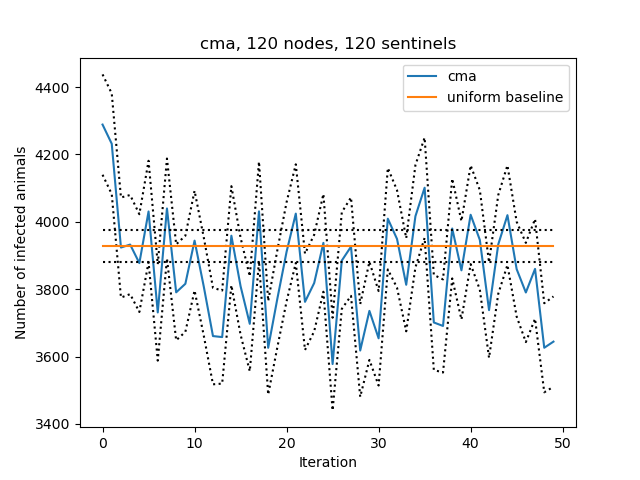 cma, 120 nodes, 120 sentinels
cma
uniform baseline
Number of infected animals
4400
4200
4000
3800
3600
3400
0
10
20
30
40
50
Iteration